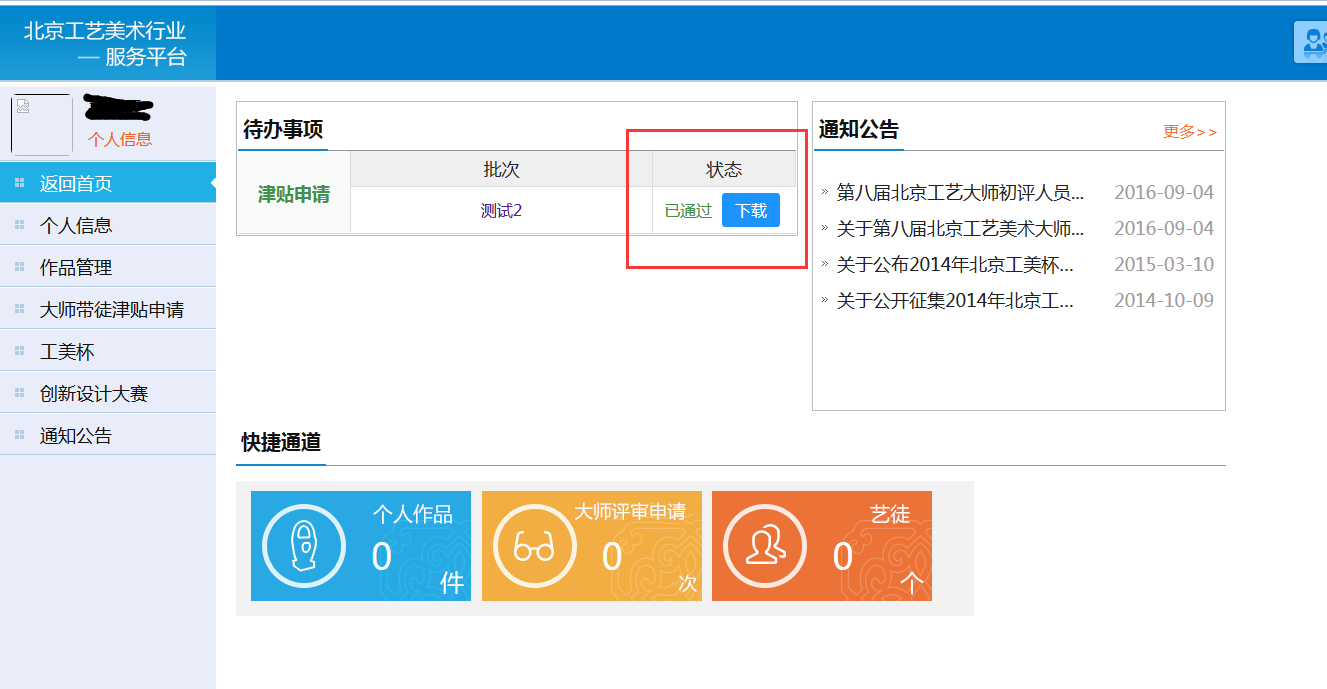 北京工艺美术行业
— 服务平台
个人信息
返回首页
个人信息
作品管理
大师带徒津贴申请
工美杯
创新设计大赛
通知公告
待办事项
批次 状态
津贴申请
测试2 已通过 下载
通知公告 更多>>
» 第八届北京工艺大师初评人员... 2016-09-04
» 关于第八届北京工艺美术大师... 2016-09-04
» 关于公布2014年北京工美杯... 2015-03-10
» 关于公开征集2014年北京工... 2014-10-09
快捷通道
个人作品
0
件
大师评审申请
0
次
艺徒
0
个